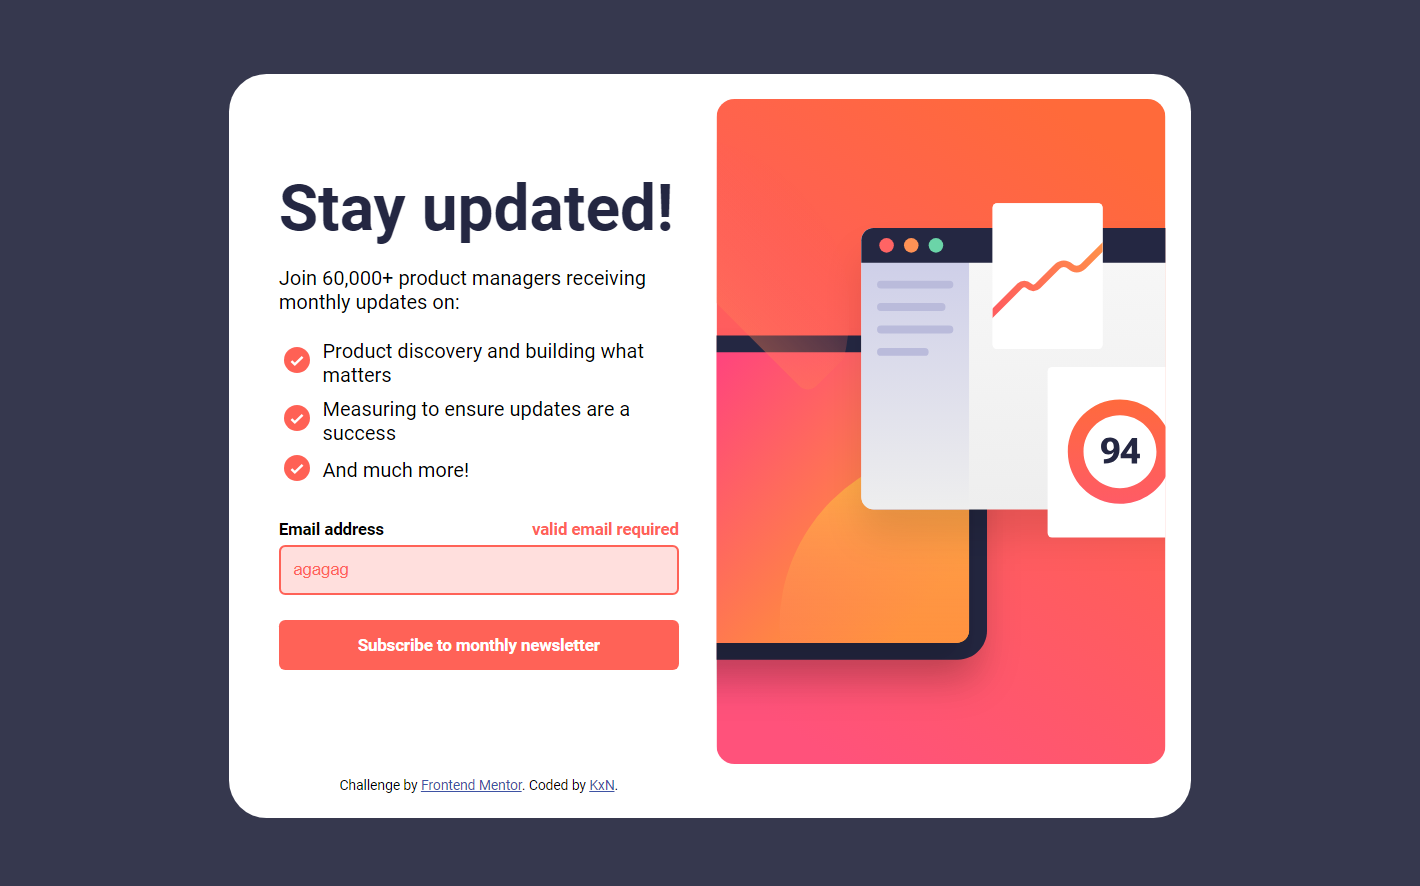 Stay updated!
Join 60,000+ product managers receiving
monthly updates on:
Product discovery and building what
matters
Measuring to ensure updates are a
success
And much more!
Email address valid email required
agagag
Subscribe to monthly newsletter
Challenge by Frontend Mentor. Coded by KxN.
94